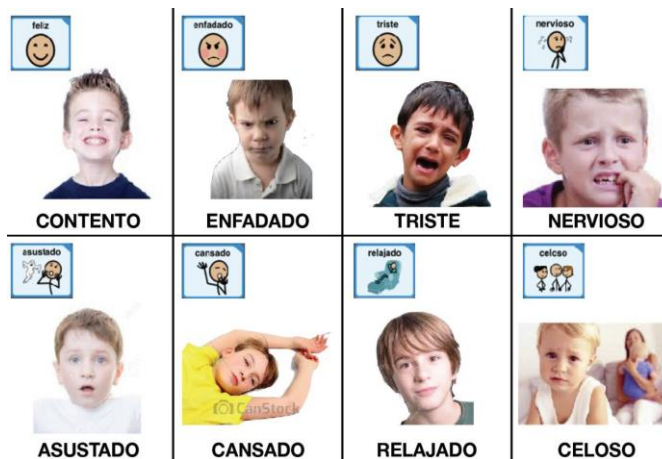 feliz
enfadado
triste
nervioso
CONTENTO
ENFADADO
TRISTE
NERVIOSO
asustado
cansado
relajado
celoso
CanStock
ASUSTADO
CANSADO
RELAJADO
CELOSO